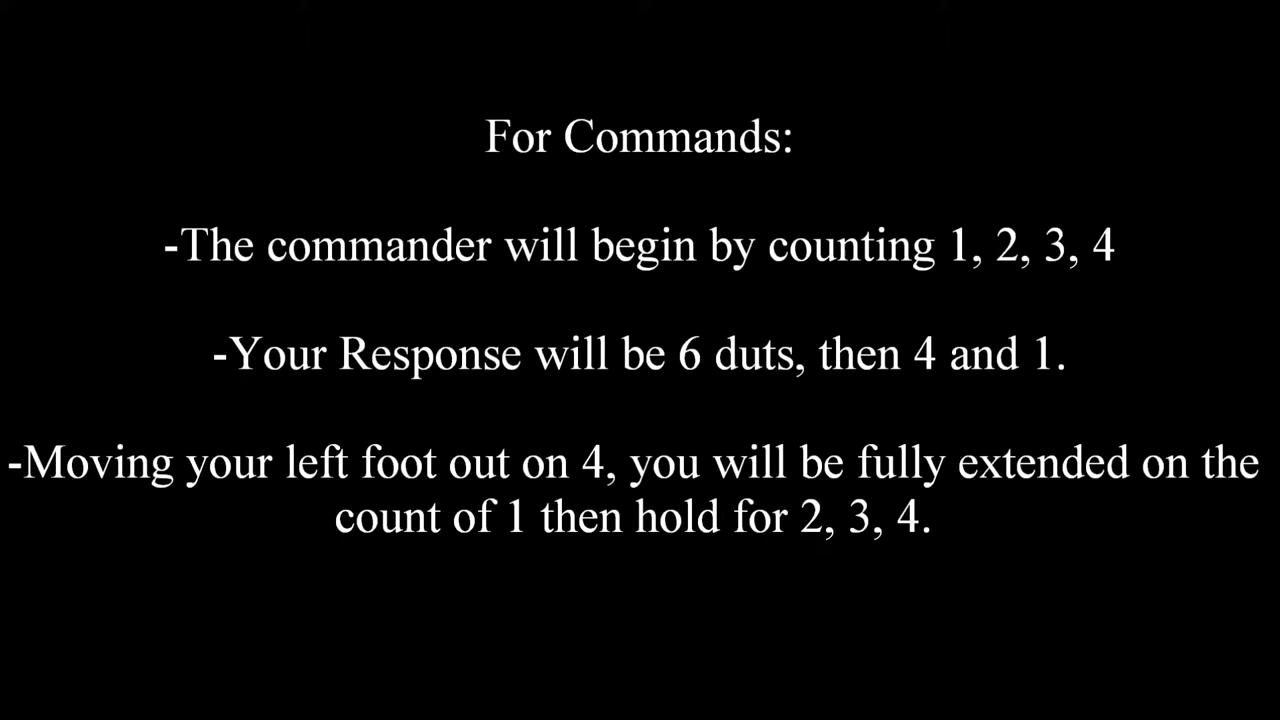 For Commands:
-The commander will begin by counting 1, 2, 3, 4
-Your Response will be 6 duts, then 4 and 1.
-Moving your left foot out on 4, you will be fully extended on the
count of 1 then hold for 2, 3, 4.